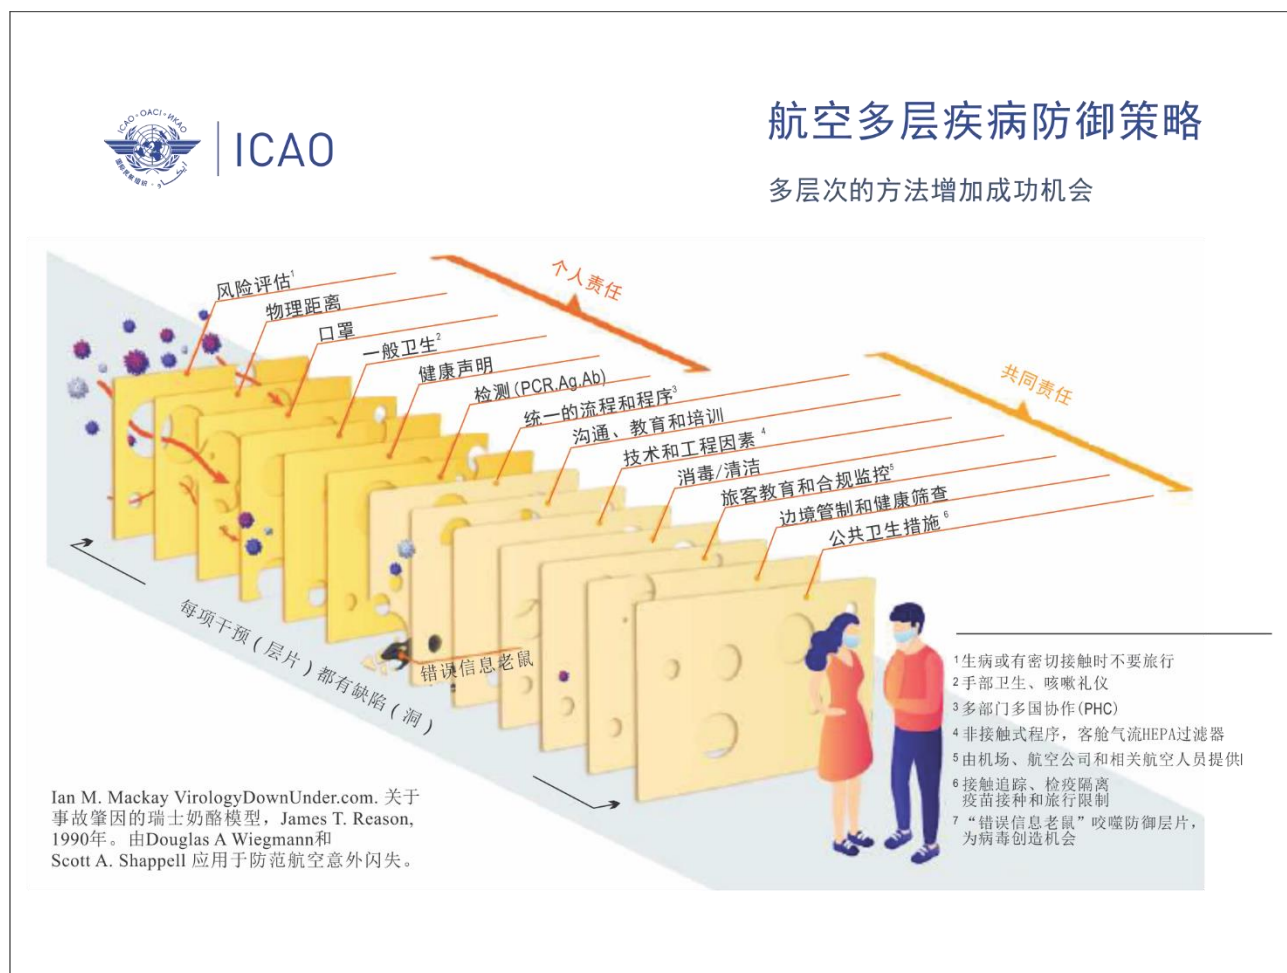 ICAO · OACI · ИКАО
国际民航组织
ICAO
航空多层疾病防御策略
多层次的方法增加成功机会
个人责任
共同责任
风险评估1
物理距离
口罩
一般卫生2
健康声明
检测(PCR.Ag.Ab)
统一的流程和程序3
沟通、教育和培训
技术和工程因素 4
消毒/清洁
旅客教育和合规监控5
边境管制和健康筛查
公共卫生措施 6
每项干预(层片)都有缺陷(洞)
错误信息老鼠
1 生病或有密切接触时不要旅行
2 手部卫生、咳嗽礼仪
3 多部门多国协作(PHC)
4 非接触式程序，客舱气流HEPA过滤器
5 由机场、航空公司和相关航空人员提供
6 接触追踪、检疫隔离
疫苗接种和旅行限制
7 “错误信息老鼠”咬噬防御层片，
为病毒创造机会
Ian M. Mackay VirologyDownUnder.com. 关于
事故肇因的瑞士奶酪模型，James T. Reason,
1990年。由Douglas A Wiegmann和
Scott A. Shappell 应用于防范航空意外闪失。